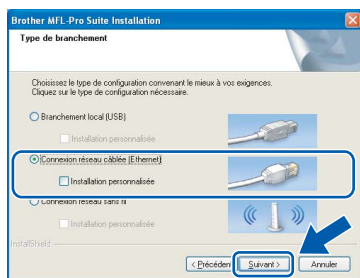 Brother MFL-Pro Suite Installation
Type de branchement
Choisissez le type de configuration convenant le mieux à vos exigences.
Cliquez sur le type de configuration nécessaire.
Branchement local (USB)
Installation personnalisée
Connexion réseau câblée (Ethernet)
Installation personnalisée
Connexion réseau sans fil
Installation personnalisée
InstallShield
< Précédent
Suivant >
Annuler